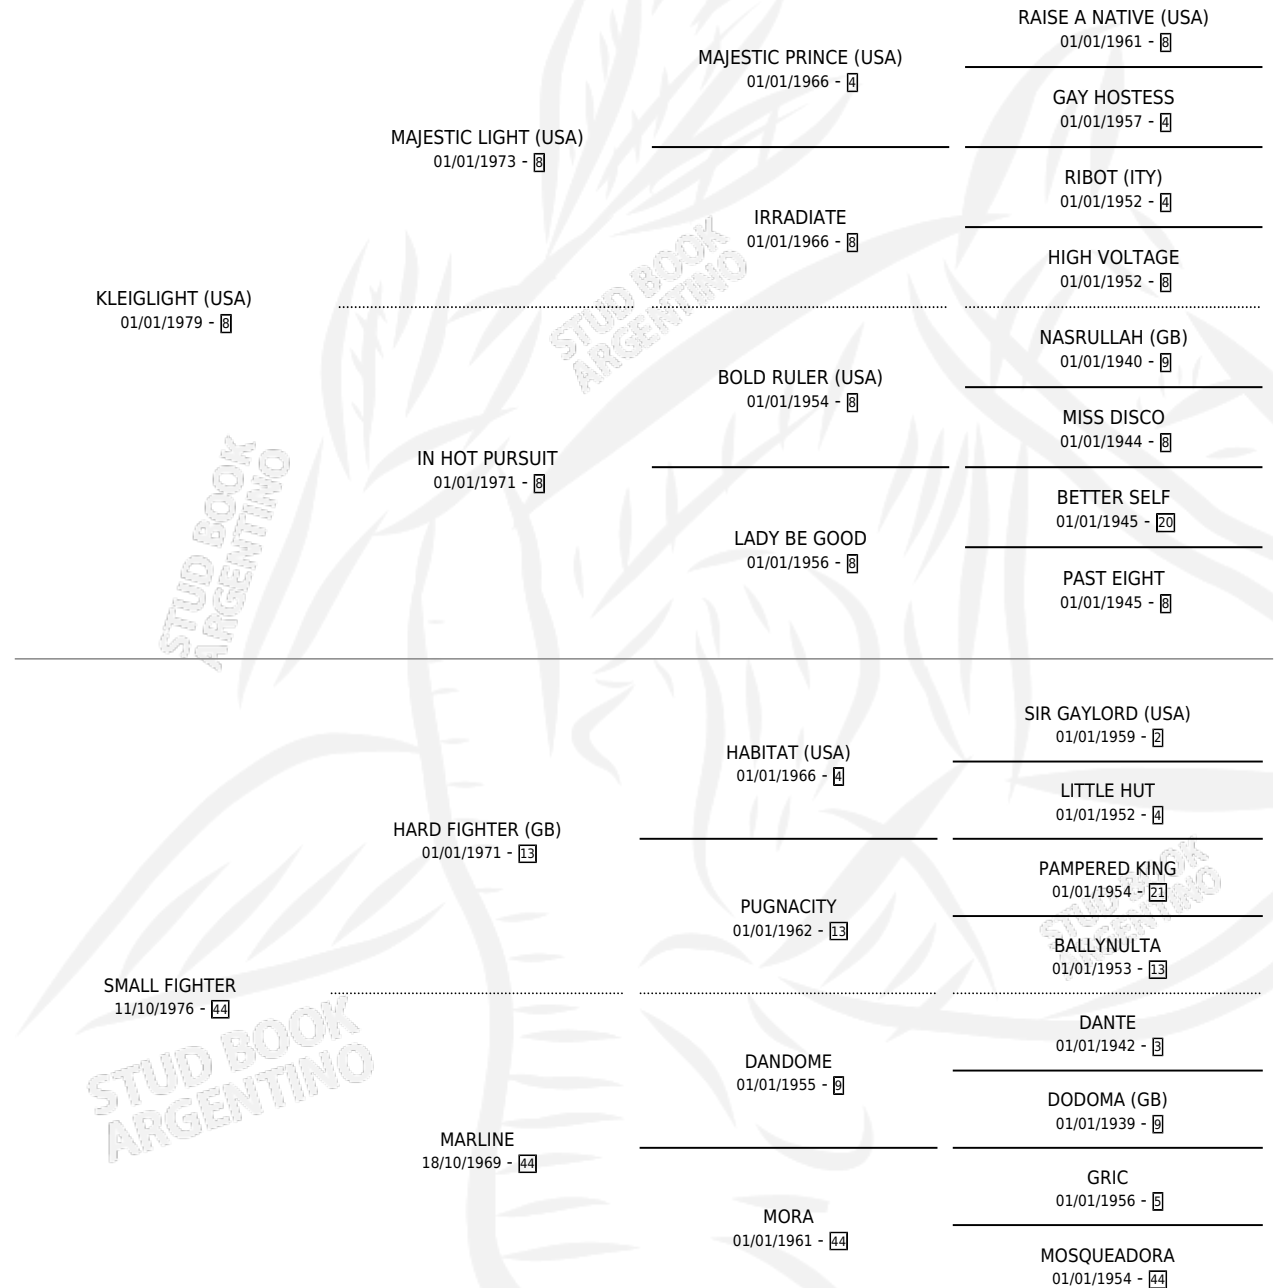 RAISE A NATIVE (USA)
01/01/1961 - 8
MAJESTIC PRINCE (USA)
01/01/1966 - 4
GAY HOSTESS
01/01/1957 - 4
MAJESTIC LIGHT (USA)
01/01/1973 - 8
RIBOT (ITY)
01/01/1952 - 4
IRRADIATE
01/01/1966 - 8
HIGH VOLTAGE
01/01/1952 - 8
KLEIGLIGHT (USA)
01/01/1979 - 8
NASRULLAH (GB)
01/01/1940 - 9
BOLD RULER (USA)
01/01/1954 - 8
MISS DISCO
01/01/1944 - 8
IN HOT PURSUIT
01/01/1971 - 8
BETTER SELF
01/01/1945 - 20
LADY BE GOOD
01/01/1956 - 8
PAST EIGHT
01/01/1945 - 8
STUD BOOK
ARGENTINO
STUD BOOK
ARGENTINO
SIR GAYLORD (USA)
01/01/1959 - 2
HABITAT (USA)
01/01/1966 - 4
LITTLE HUT
01/01/1952 - 4
HARD FIGHTER (GB)
01/01/1971 - 13
PAMPERED KING
01/01/1954 - 21
PUGNACITY
01/01/1962 - 13
BALLYNULTA
01/01/1953 - 13
SMALL FIGHTER
11/10/1976 - 44
DANTE
01/01/1942 - 3
DANDOME
01/01/1955 - 9
DODOMA (GB)
01/01/1939 - 9
MARLINE
18/10/1969 - 44
GRIC
01/01/1956 - 5
MORA
01/01/1961 - 44
MOSQUEADORA
01/01/1954 - 44
STUD BOOK
ARGENTINO
STUD BOOK
ARGENTINO